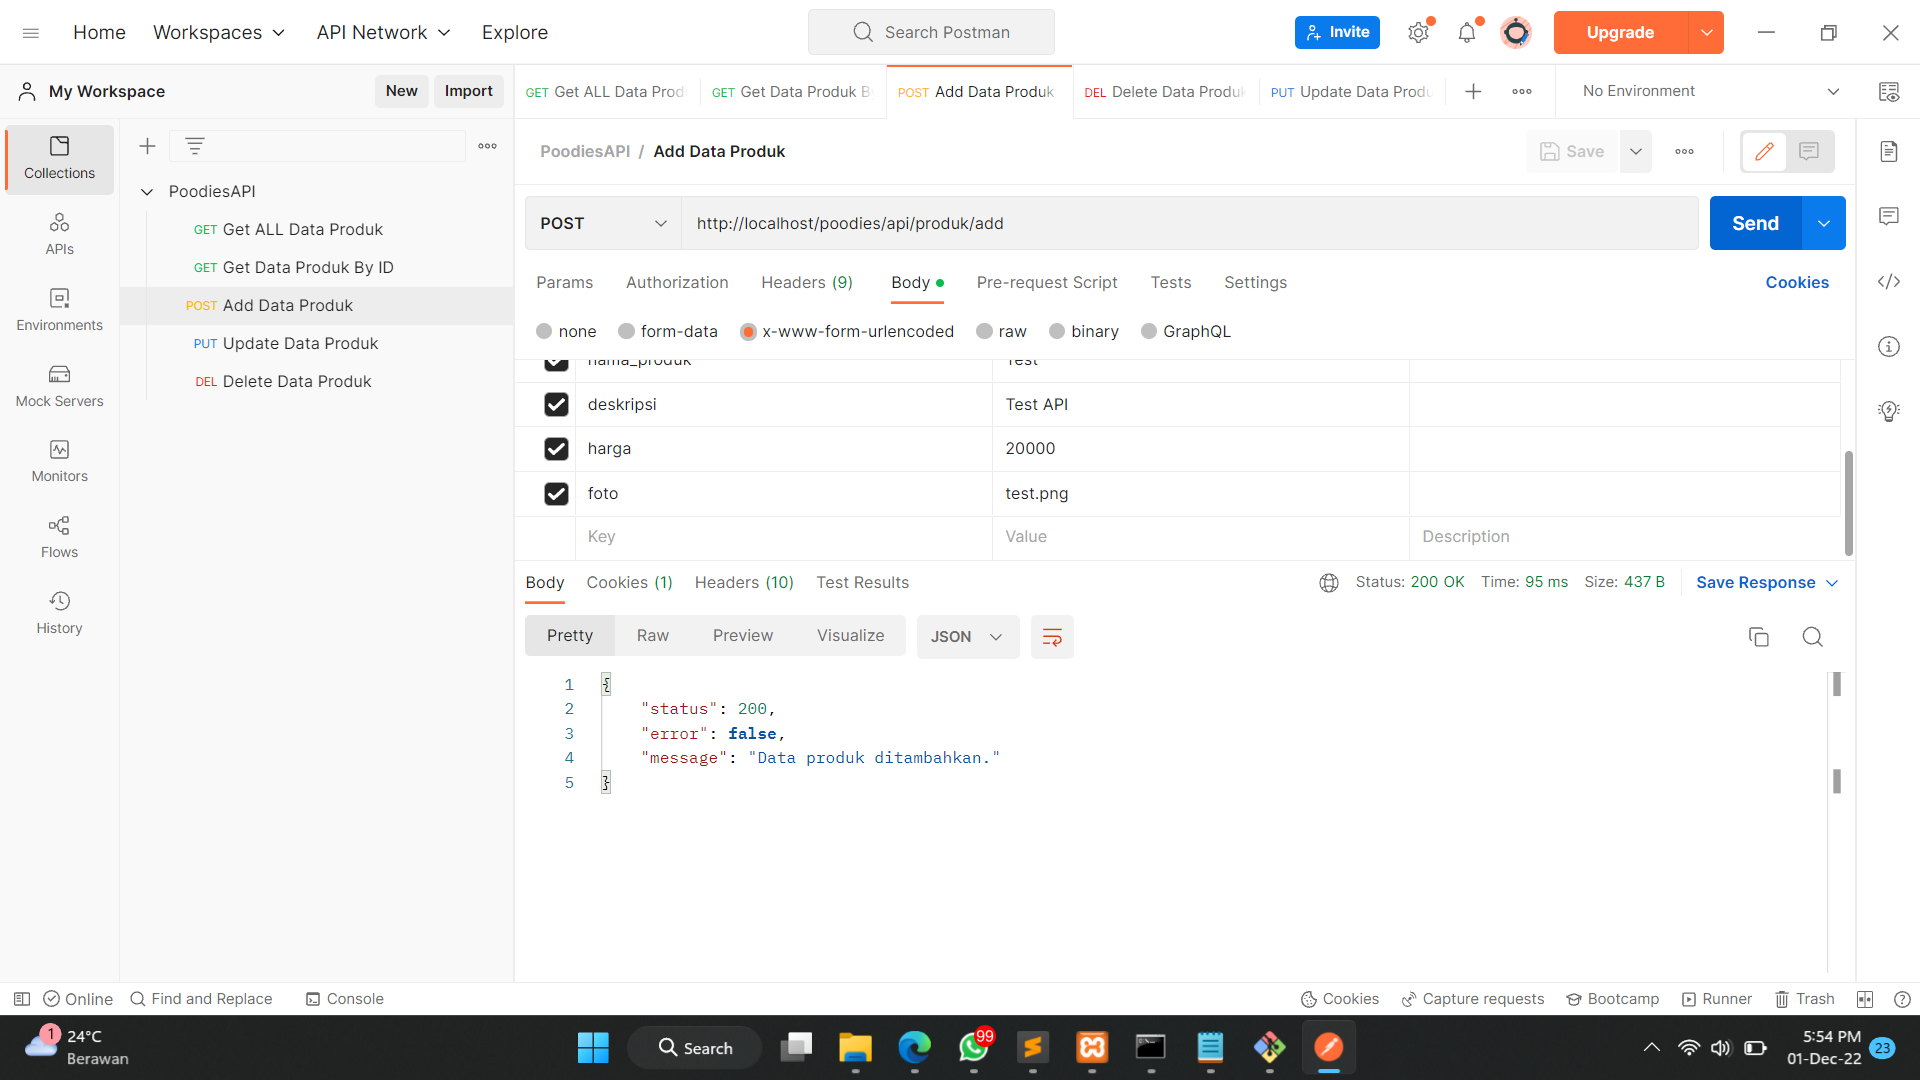 Home Workspaces API Network Explore Search Postman Invite Upgrade
My Workspace New Import GET Get ALL Data Prod GET Get Data Produk B POST Add Data Produk DEL Delete Data Produk PUT Update Data Produ No Environment
PoodiesAPI / Add Data Produk Save
Collections
PoodiesAPI
GET Get ALL Data Produk
GET Get Data Produk By ID
POST Add Data Produk
PUT Update Data Produk
DEL Delete Data Produk
APIs
Environments
Mock Servers
Monitors
Flows
History
POST http://localhost/poodies/api/produk/add Send
Params Authorization Headers (9) Body Pre-request Script Tests Settings Cookies
none form-data x-www-form-urlencoded raw binary GraphQL
nama_produk Test
deskripsi Test API
harga 20000
foto test.png
Key Value Description
Body Cookies (1) Headers (10) Test Results Status: 200 OK Time: 95 ms Size: 437 B Save Response
Pretty Raw Preview Visualize JSON
1 {
2 "status": 200,
3 "error": false,
4 "message": "Data produk ditambahkan."
5 }
Online Find and Replace Console Cookies Capture requests Bootcamp Runner Trash
1 24°C
Berawan
Search
99
5:54 PM
01-Dec-22
23